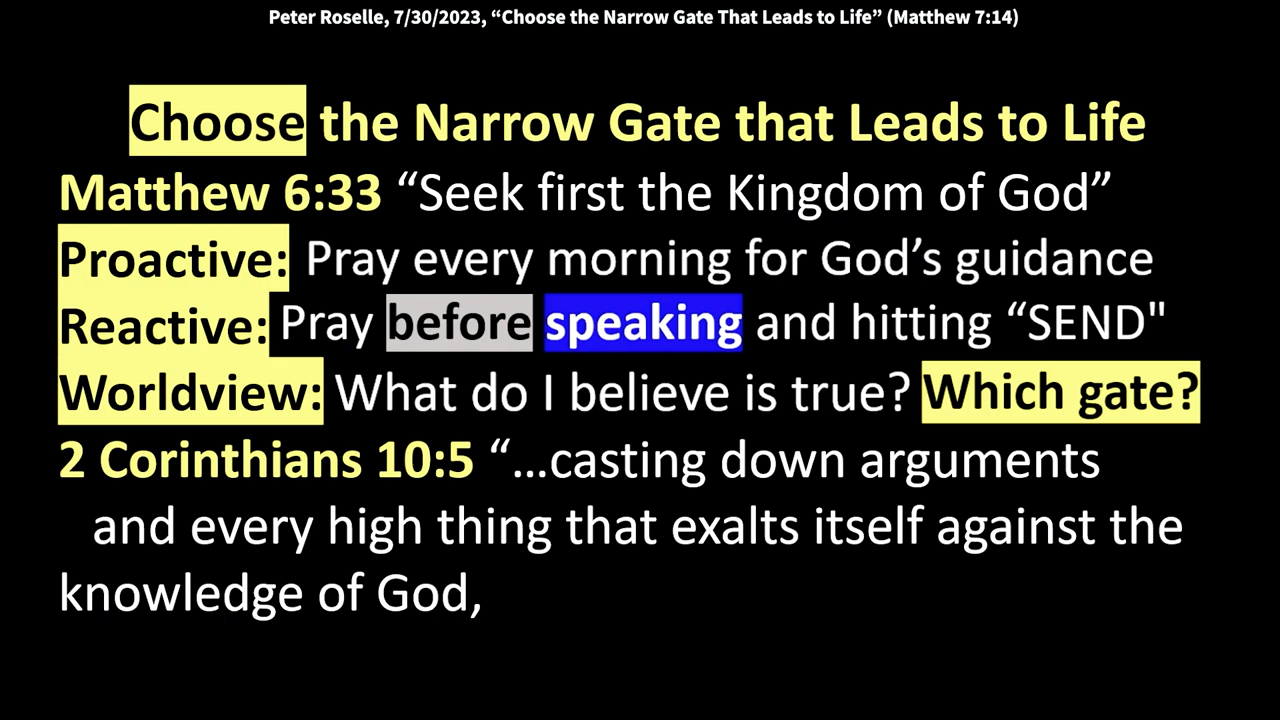 Peter Roselle, 7/30/2023, “Choose the Narrow Gate That Leads to Life” (Matthew 7:14)
Choose the Narrow Gate that Leads to Life
Matthew 6:33 “Seek first the Kingdom of God”
Proactive: Pray every morning for God’s guidance
Reactive: Pray before speaking and hitting “SEND"
Worldview: What do I believe is true? Which gate?
2 Corinthians 10:5 “…casting down arguments
and every high thing that exalts itself against the
knowledge of God,